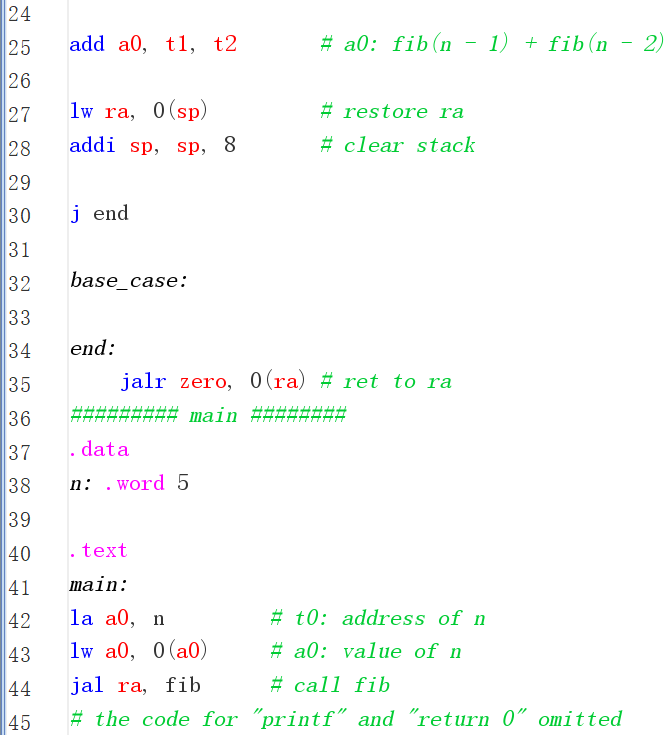 24
25 add a0, t1, t2 # a0: fib(n - 1) + fib(n - 2)
26
27 lw ra, 0(sp) # restore ra
28 addi sp, sp, 8 # clear stack
29
30 j end
31
32 base_case:
33
34 end:
35 jalr zero, 0(ra) # ret to ra
36 ######### main ########
37 .data
38 n: .word 5
39
40 .text
41 main:
42 la a0, n # t0: address of n
43 lw a0, 0(a0) # a0: value of n
44 jal ra, fib # call fib
45 # the code for "printf" and "return 0" omitted